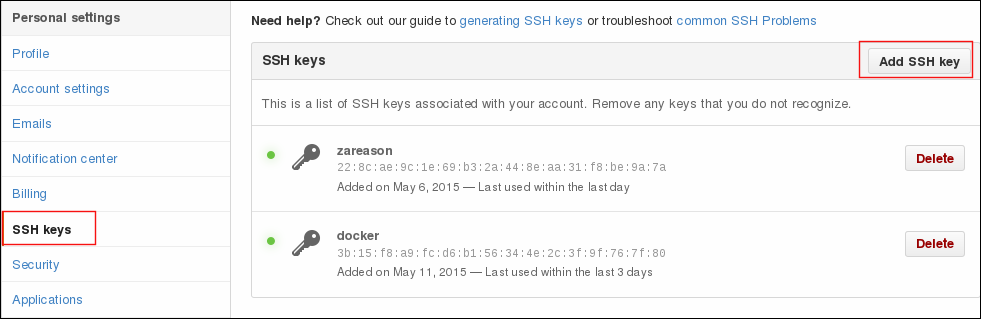 Personal settings
Profile
Account settings
Emails
Notification center
Billing
SSH keys
Security
Applications
Need help? Check out our guide to generating SSH keys or troubleshoot common SSH Problems
SSH keys
Add SSH key
This is a list of SSH keys associated with your account. Remove any keys that you do not recognize.
zareason
22:8c:ae:9c:1e:69:b3:2a:44:8e:aa:31:f8:be:9a:7a
Added on May 6, 2015 — Last used within the last day
Delete
docker
3b:15:f8:a9:fc:d6:b1:56:34:4e:2c:3f:9f:76:7f:80
Added on May 11, 2015 — Last used within the last 3 days
Delete